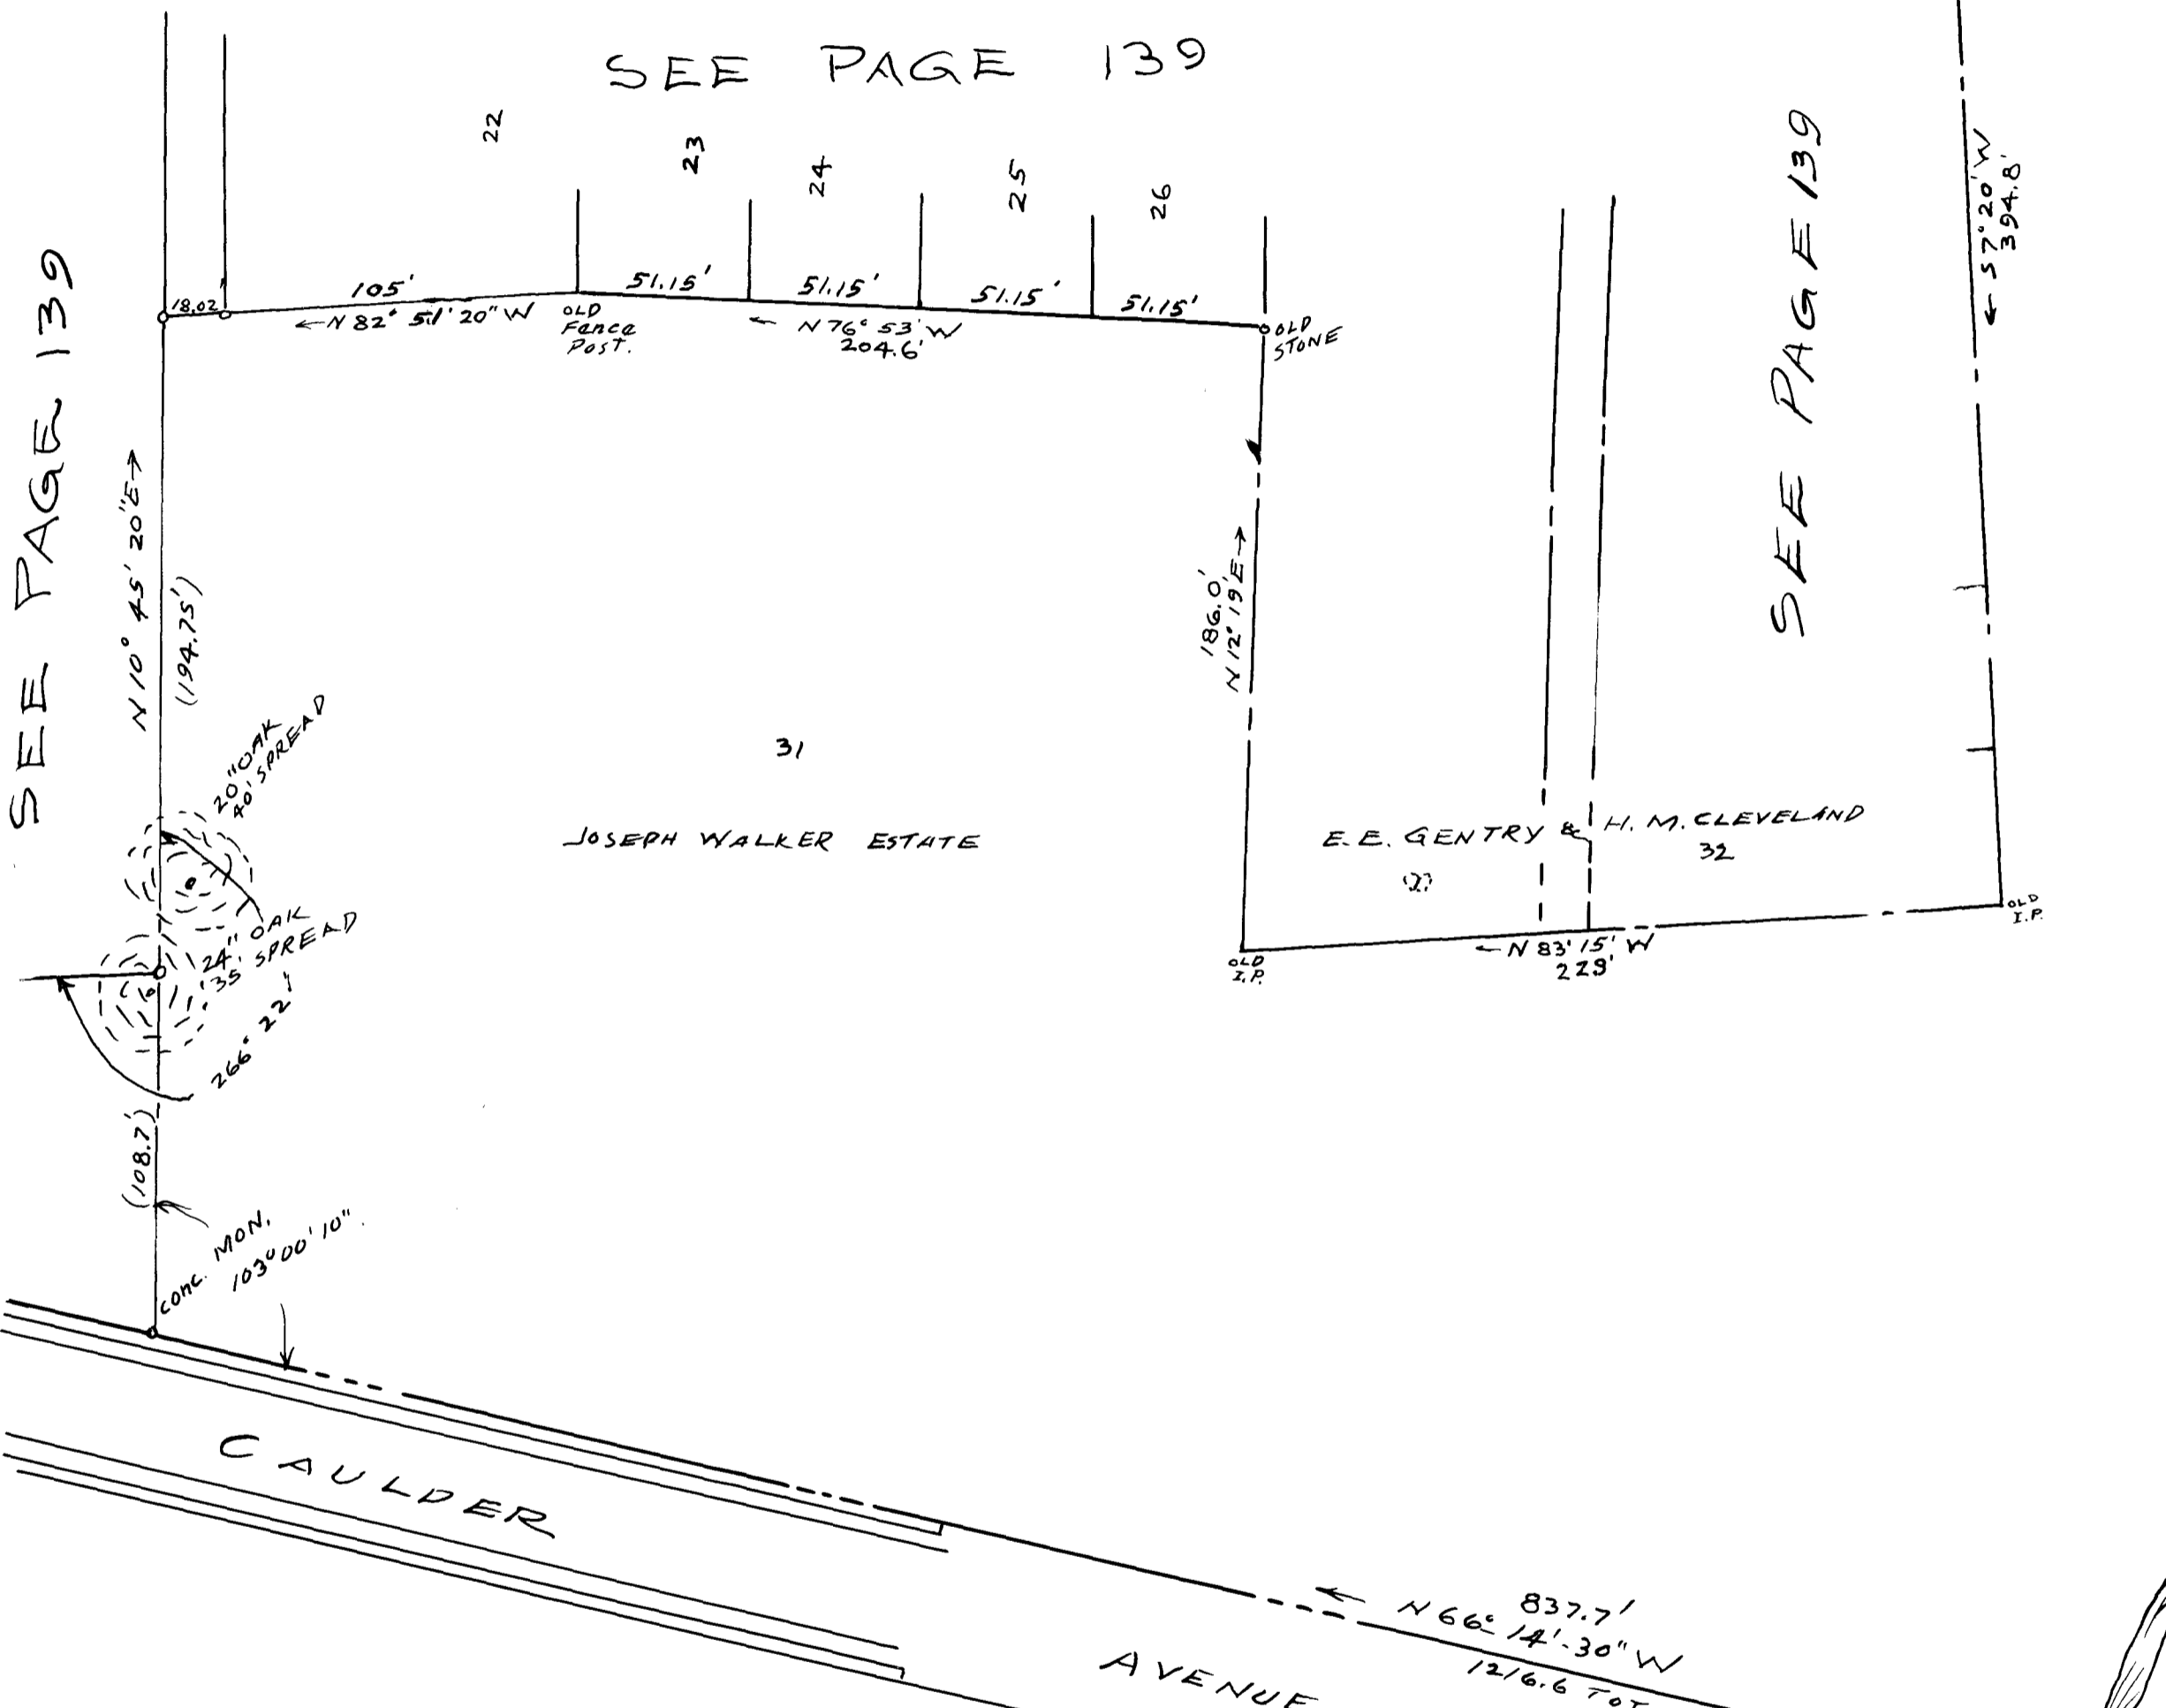 SEE PAGE 139
22
23
24
25
26
SEE PAGE 139
SEE PAGE 139
S 7° 20' W
394.8'
18.02'
105'
← N 82° 51' 20" W
OLD
Fence
Post.
51.15'
51.15'
51.15'
51.15'
← N 76° 53' W
204.6'
OLD
STONE
N 10° 45' 20" E →
(194.75')
186.0'
N 12° 19' E →
20" OAK
40' SPREAD
31
JOSEPH WALKER ESTATE
E. E. GENTRY & H. M. CLEVELAND
32
24" OAK
35' SPREAD
266° 22'
OLD
I.P.
← N 83° 15' W
OLD
I.P.
(108.7')
CONC. MON.
103° 00' 10"
CAULDER
AVENUE
837.7'
← N 66° 14' - 30" W
1216.6 TOT